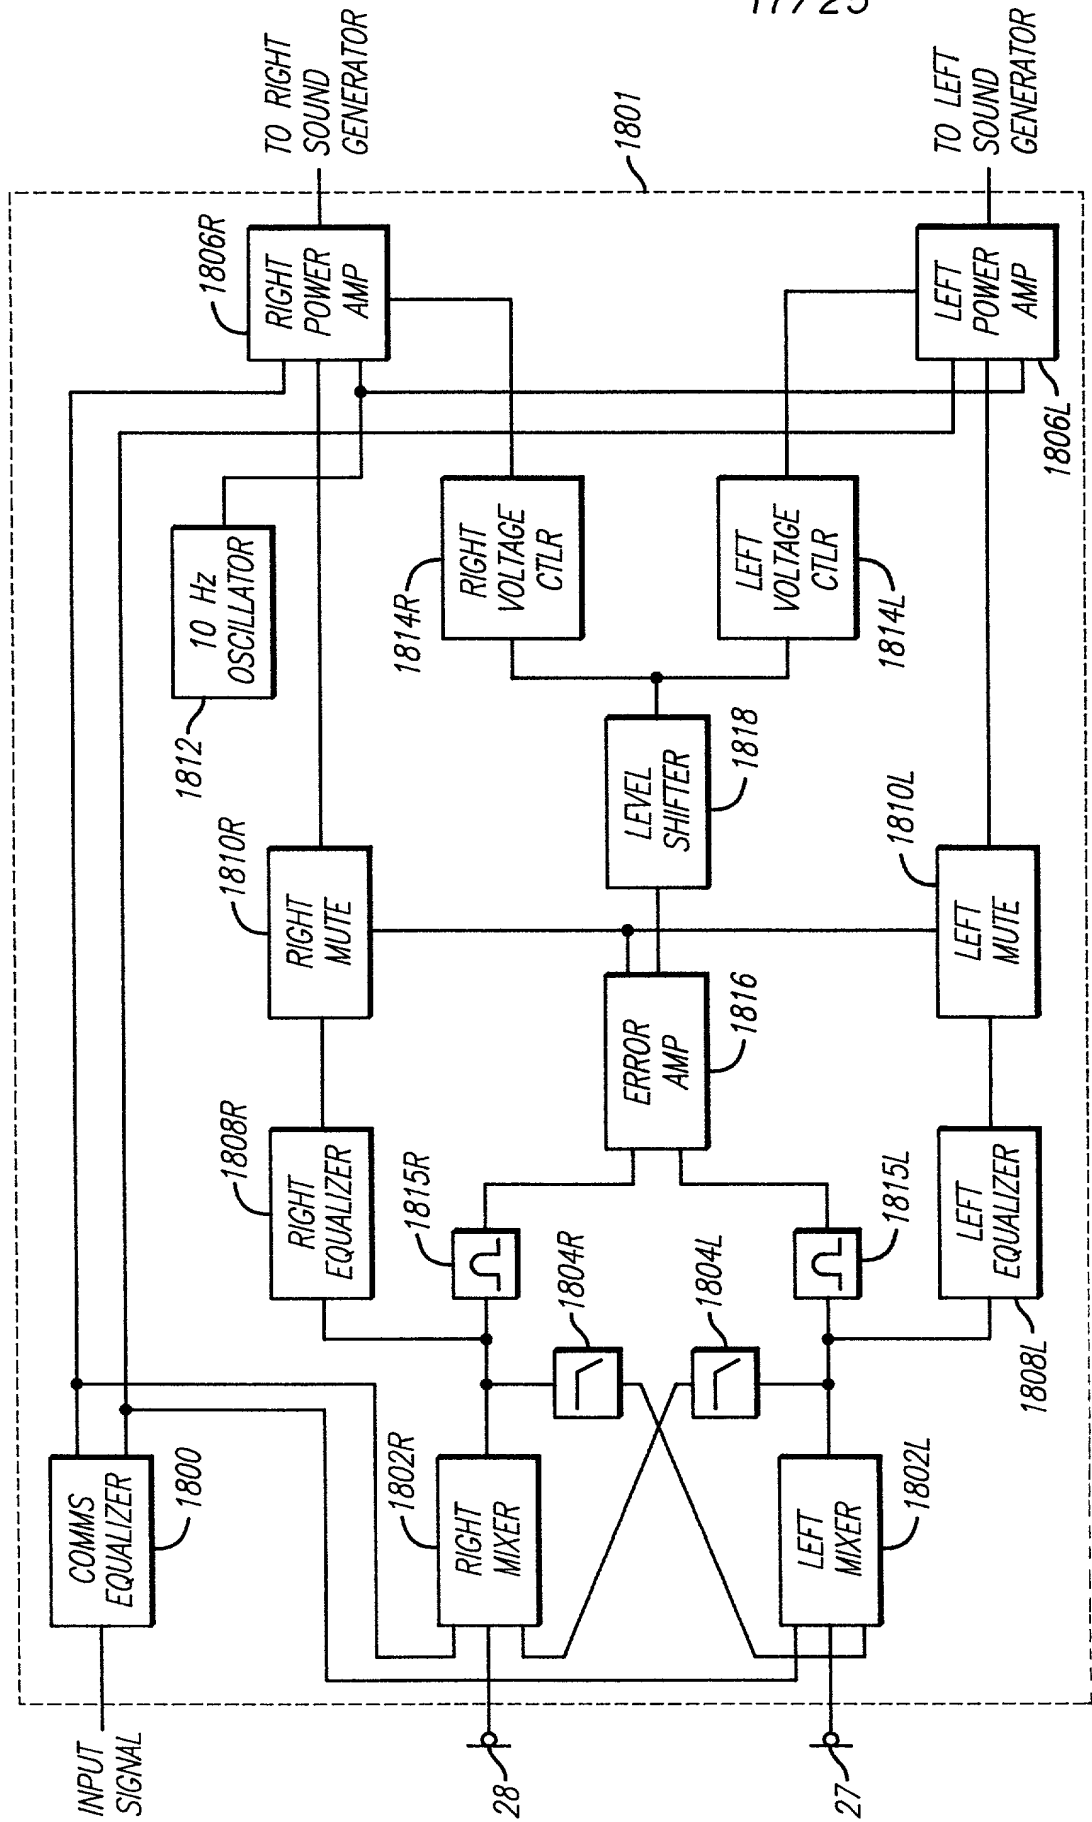 17/25
INPUT
SIGNAL
COMMS
EQUALIZER
1800
10 Hz
OSCILLATOR
1812
1806R
RIGHT
POWER
AMP
TO RIGHT
SOUND
GENERATOR
1808R
RIGHT
EQUALIZER
1810R
RIGHT
MUTE
1814R
RIGHT
VOLTAGE
CTLR
1801
28
1802R
RIGHT
MIXER
1815R
1804R
ERROR
AMP
1816
LEVEL
SHIFTER
1818
1804L
1815L
LEFT
VOLTAGE
CTLR
1814L
27
LEFT
MIXER
1802L
LEFT
EQUALIZER
1808L
1810L
LEFT
MUTE
LEFT
POWER
AMP
1806L
TO LEFT
SOUND
GENERATOR